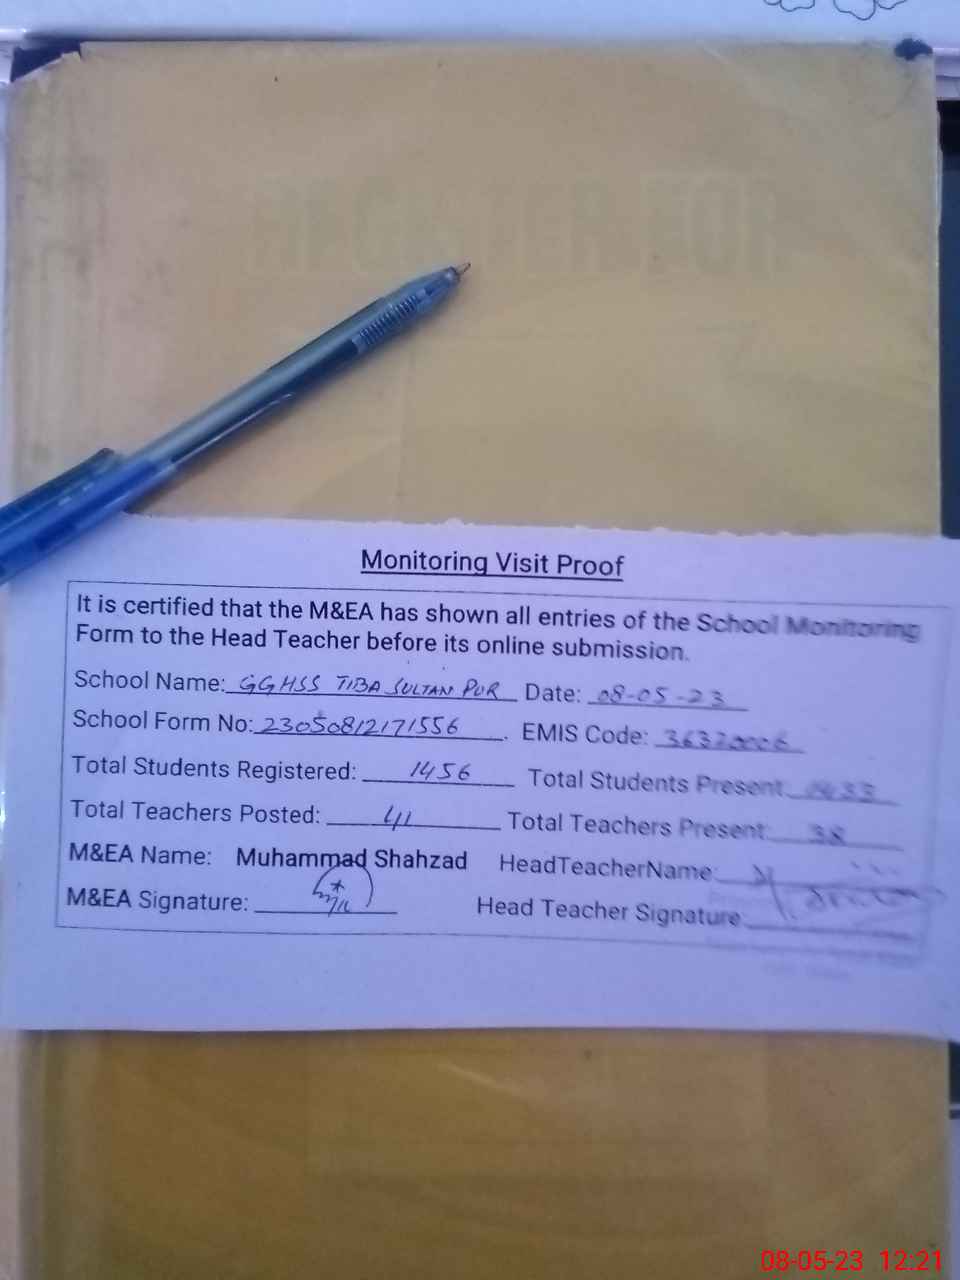 Monitoring Visit Proof
It is certified that the M&EA has shown all entries of the School Monitoring
Form to the Head Teacher before its online submission.
School Name: GGHSS TIBA SULTAN PUR Date: 08-05-23
School Form No: 23050812171556. EMIS Code: 36320006
Total Students Registered: 1456 Total Students Present: 1433
Total Teachers Posted: 41 Total Teachers Present: 38
M&EA Name: Muhammad Shahzad HeadTeacherName:
M&EA Signature: Head Teacher Signature
08-05-23 12:21